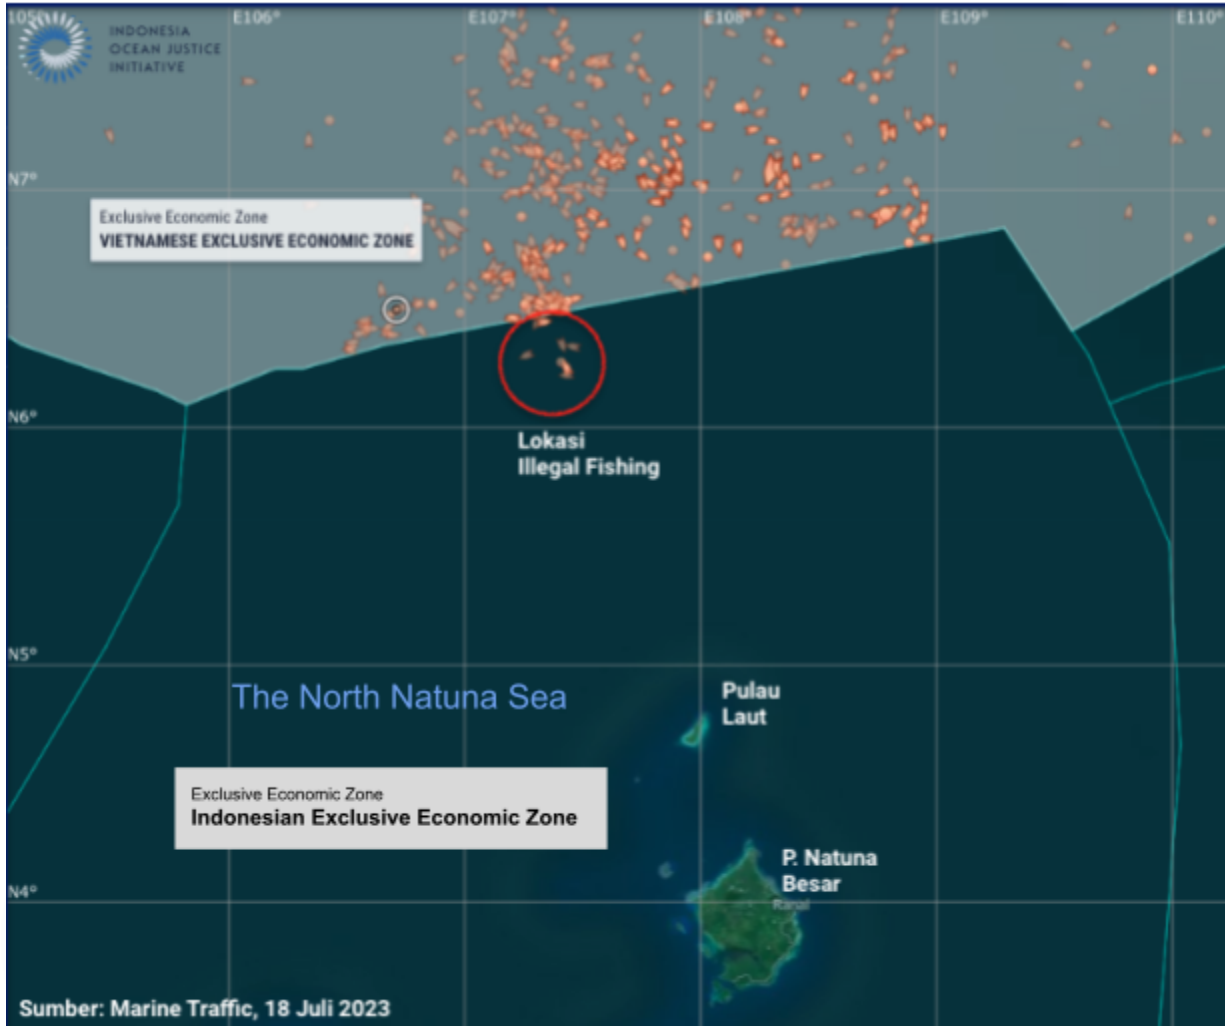 105°
E106°
E107°
E108°
E109°
E110°
INDONESIA
OCEAN JUSTICE
INITIATIVE
N7°
Exclusive Economic Zone
VIETNAMESE EXCLUSIVE ECONOMIC ZONE
N6°
Lokasi
Illegal Fishing
N5°
The North Natuna Sea
Pulau
Laut
Exclusive Economic Zone
Indonesian Exclusive Economic Zone
P. Natuna
Besar
N4°
Ranai
Sumber: Marine Traffic, 18 Juli 2023